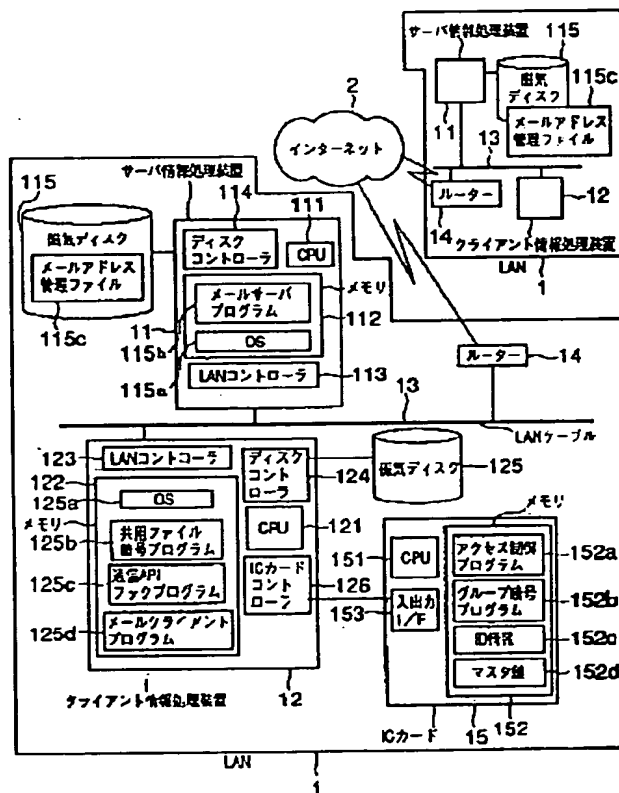 サーバ情報処理装置
115
磁気
ディスク
115c
メールアドレス
管理ファイル
11
13
ルーター
14
12
クライアント情報処理装置
LAN
1
2
インターネット
サーバ情報処理装置
115
磁気ディスク
メールアドレス
管理ファイル
115c
114
111
ディスク
コントローラ
CPU
メモリ
メールサーバ
プログラム
112
11
115b
OS
115a
LANコントローラ
113
ルーター
14
13
LANケーブル
123
LANコントローラ
122
125a
OS
メモリ
125b
共用ファイル
暗号プログラム
125c
通信API
フックプログラム
125d
メールクライアント
プログラム
ディスク
コント
ローラ
124
磁気ディスク
125
CPU
121
ICカード
コント
ローラ
126
12
クライアント情報処理装置
メモリ
151
CPU
アクセス制御
プログラム
152a
入出力
I/F
153
グループ暗号
プログラム
152b
ID情報
152c
マスタ鍵
152d
15
152
ICカード
LAN
1